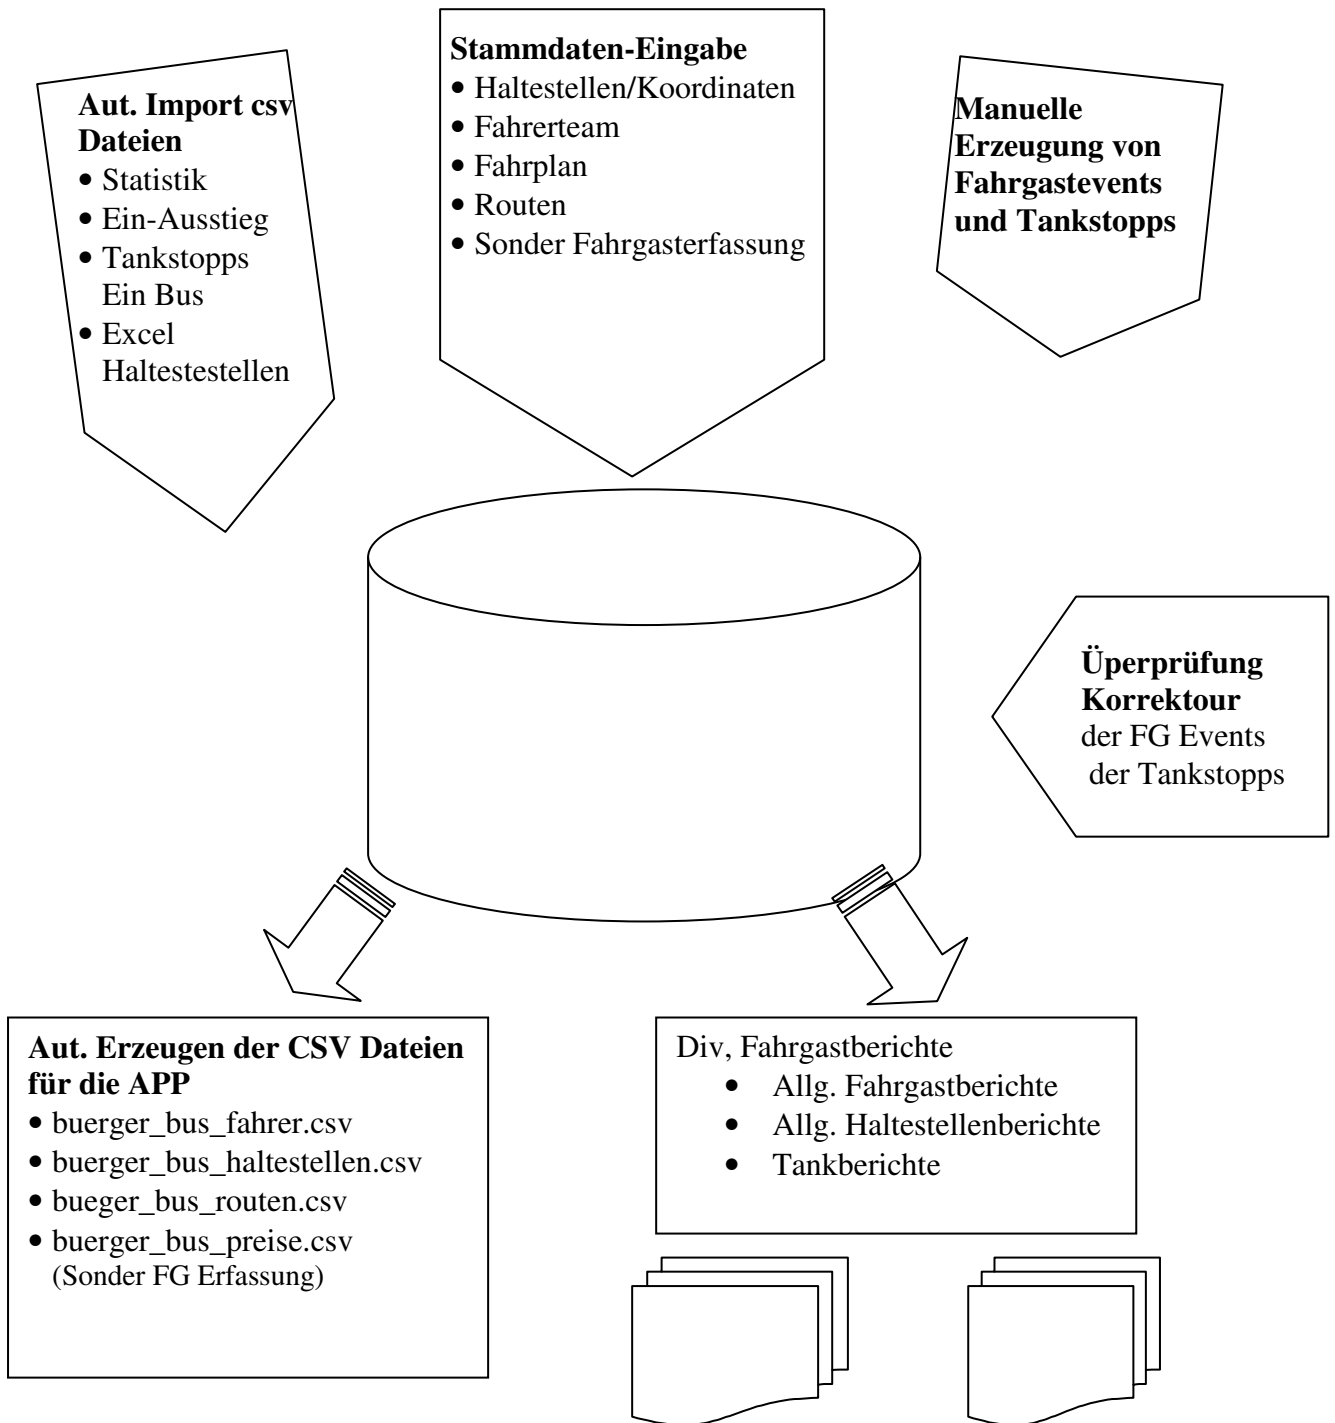 Aut. Import csv
Dateien
• Statistik
• Ein-Ausstieg
• Tankstopps
Ein Bus
• Excel
Haltestestellen
Stammdaten-Eingabe
• Haltestellen/Koordinaten
• Fahrerteam
• Fahrplan
• Routen
• Sonder Fahrgasterfassung
Manuelle
Erzeugung von
Fahrgastevents
und Tankstopps
Üperprüfung
Korrektour
der FG Events
der Tankstopps
Aut. Erzeugen der CSV Dateien
für die APP
• buerger_bus_fahrer.csv
• buerger_bus_haltestellen.csv
• bueger_bus_routen.csv
• buerger_bus_preise.csv
(Sonder FG Erfassung)
Div, Fahrgastberichte
• Allg. Fahrgastberichte
• Allg. Haltestellenberichte
• Tankberichte